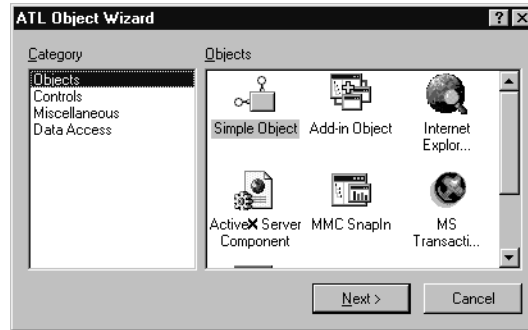 ATL Object Wizard
Category
Objects
Controls
Miscellaneous
Data Access
Objects
Simple Object
Add-in Object
Internet
Explor...
ActiveX Server
Component
MMC SnapIn
MS
Transacti...
Next >
Cancel